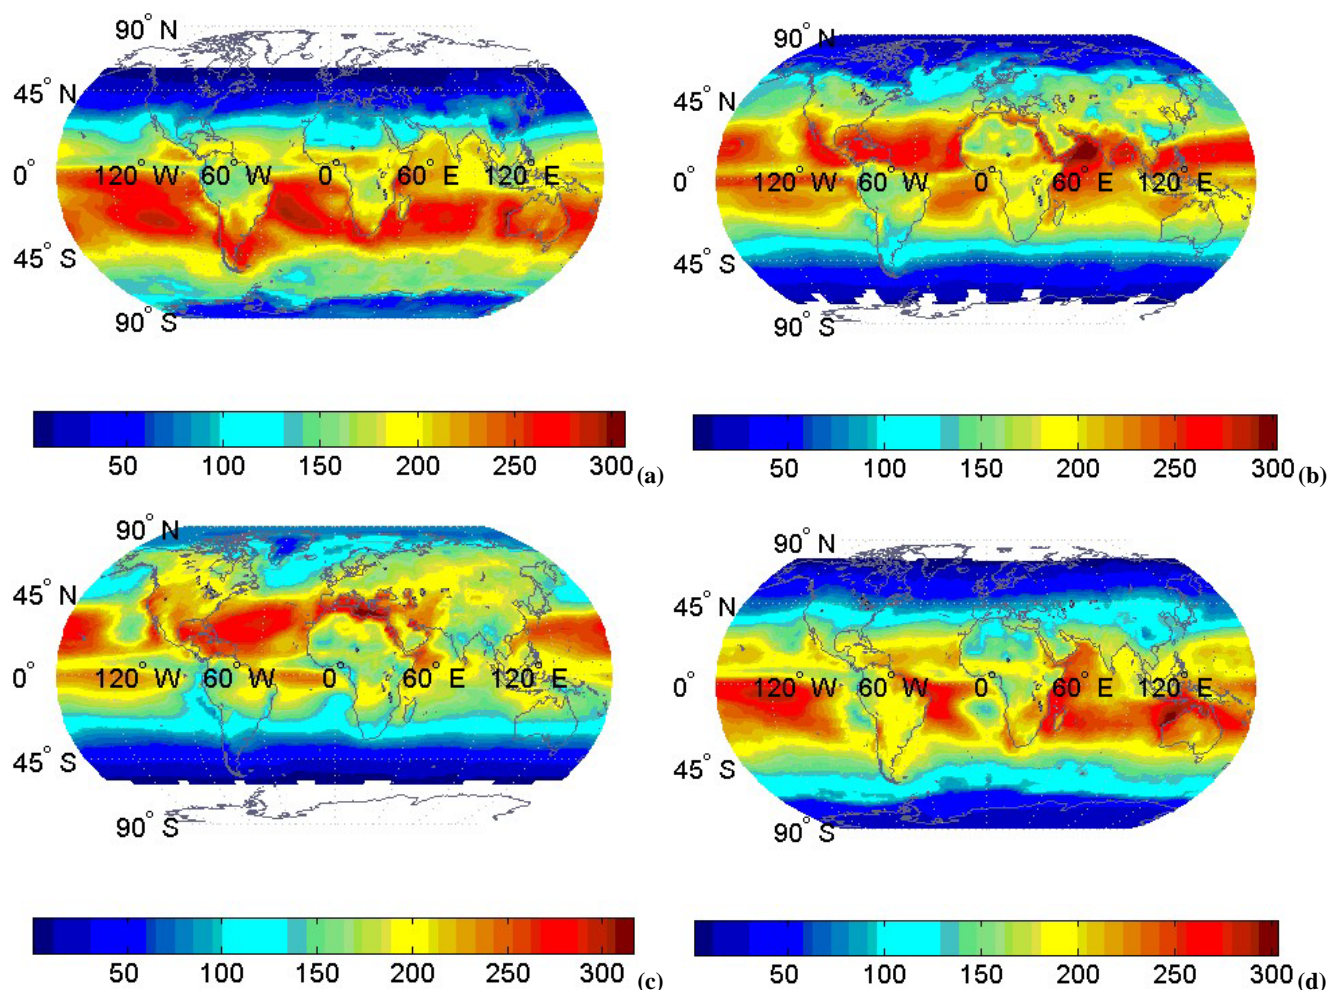 90° N
45° N
0° 120° W 60° W 0° 60° E 120° E
45° S
90° S
50 100 150 200 250 300 (a)
90° N
45° N
0° 120° W 60° W 0° 60° E 120° E
45° S
90° S
50 100 150 200 250 300 (b)
90° N
45° N
0° 120° W 60° W 0° 60° E 120° E
45° S
90° S
50 100 150 200 250 300 (c)
90° N
45° N
0° 120° W 60° W 0° 60° E 120° E
45° S
90° S
50 100 150 200 250 300 (d)